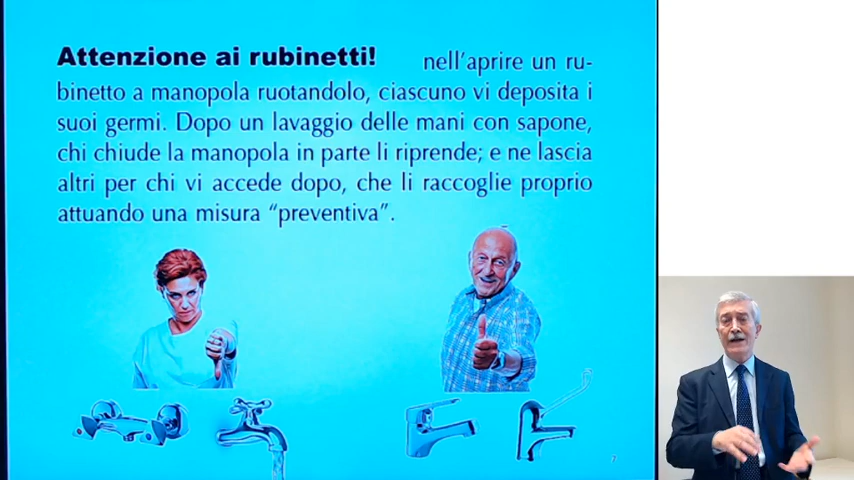 Attenzione ai rubinetti! nell'aprire un ru-
binetto a manopola ruotandolo, ciascuno vi deposita i
suoi germi. Dopo un lavaggio delle mani con sapone,
chi chiude la manopola in parte li riprende; e ne lascia
altri per chi vi accede dopo, che li raccoglie proprio
attuando una misura “preventiva”.
7